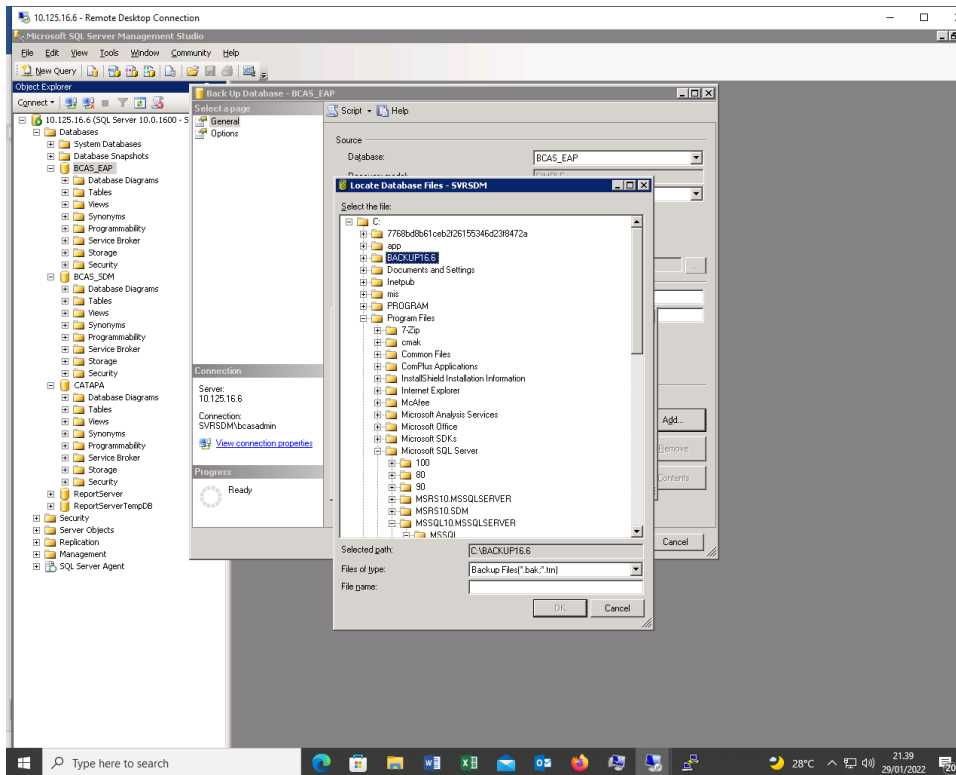 10.125.16.6 - Remote Desktop Connection
Microsoft SQL Server Management Studio
File Edit View Tools Window Community Help
New Query
Object Explorer
Connect
10.125.16.6 (SQL Server 10.0.1600 - S
Databases
System Databases
Database Snapshots
BCAS_EAP
Database Diagrams
Tables
Views
Synonyms
Programmability
Service Broker
Storage
Security
BCAS_SDM
Database Diagrams
Tables
Views
Synonyms
Programmability
Service Broker
Storage
Security
CATAPA
Database Diagrams
Tables
Views
Synonyms
Programmability
Service Broker
Storage
Security
ReportServer
ReportServerTempDB
Security
Server Objects
Replication
Management
SQL Server Agent
Back Up Database - BCAS_EAP
Select a page
General
Options
Script Help
Source
Database: BCAS_EAP
Connection
Server:
10.125.16.6
Connection:
SVRSDM\bcasadmin
View connection properties
Progress
Ready
Add...
Remove
Contents
Cancel
Locate Database Files - SVRSDM
Select the file:
C:
7768bd8b61ceb2f26155346d23f8472a
app
BACKUP16.6
Documents and Settings
Inetpub
mis
PROGRAM
Program Files
7-Zip
cmak
Common Files
ComPlus Applications
InstallShield Installation Information
Internet Explorer
McAfee
Microsoft Analysis Services
Microsoft Office
Microsoft SDKs
Microsoft SQL Server
100
80
90
MSRS10.MSSQLSERVER
MSRS10.SDM
MSSQL10.MSSQLSERVER
MSSQL
Selected path: C:\BACKUP16.6
Files of type: Backup Files(*.bak;*.trn)
File name:
OK Cancel
Type here to search
28°C
21.39
29/01/2022
20